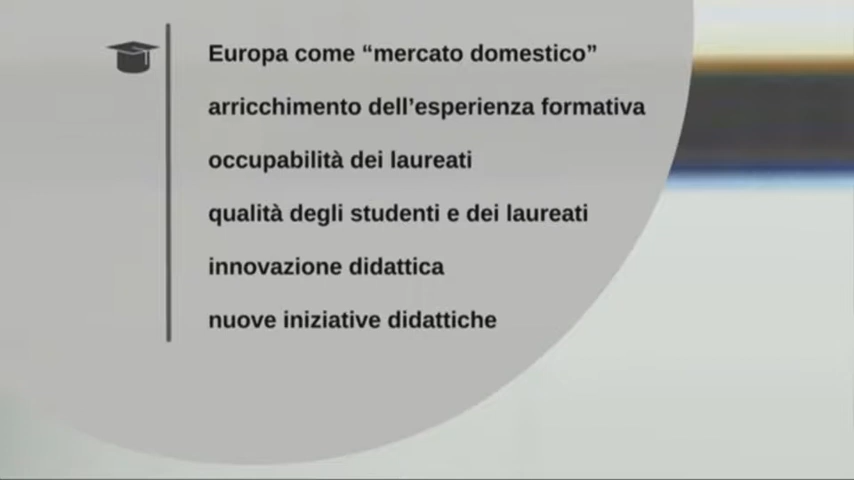 Europa come “mercato domestico”
arricchimento dell’esperienza formativa
occupabilità dei laureati
qualità degli studenti e dei laureati
innovazione didattica
nuove iniziative didattiche